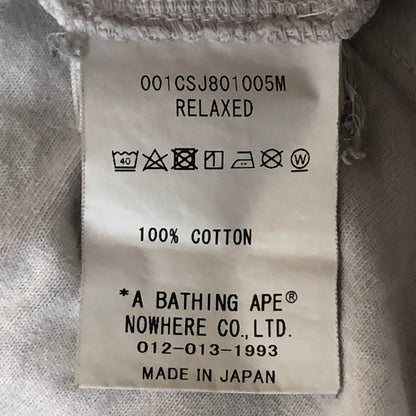 001CSJ801005M
RELAXED
40 W
100% COTTON
*A BATHING APE®
NOWHERE CO., LTD.
012-013-1993
MADE IN JAPAN